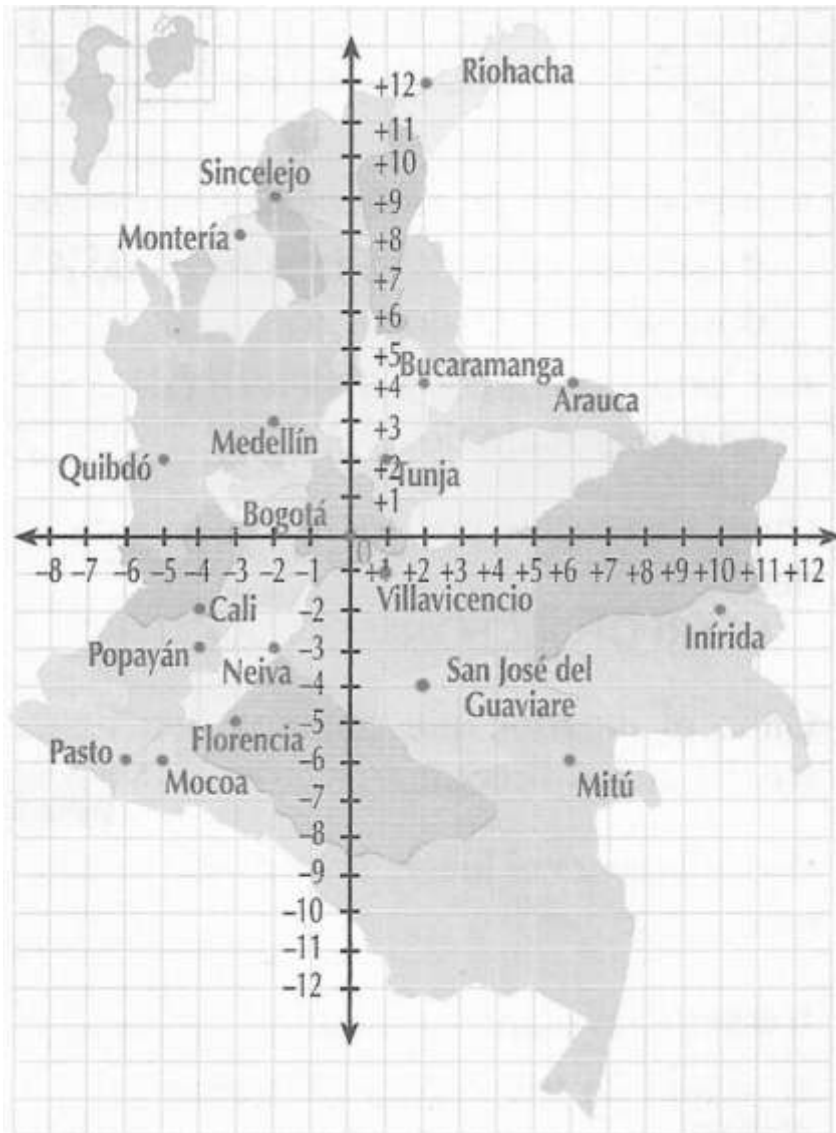 Riohacha
+12
+11
+10
Sincelejo
+9
Montería
+8
+7
+6
+5
Bucaramanga
+4
Arauca
+3
Medellín
Quibdó
+2
Tunja
+1
Bogotá
0
–8 –7 –6 –5 –4 –3 –2 –1 +1 +2 +3 +4 +5 +6 +7 +8 +9 +10 +11 +12
Villavicencio
Cali
–2
Inírida
Popayán
Neiva
–3
San José del
Guaviare
–4
–5
Florencia
Pasto
–6
Mocoa
Mitú
–7
–8
–9
–10
–11
–12